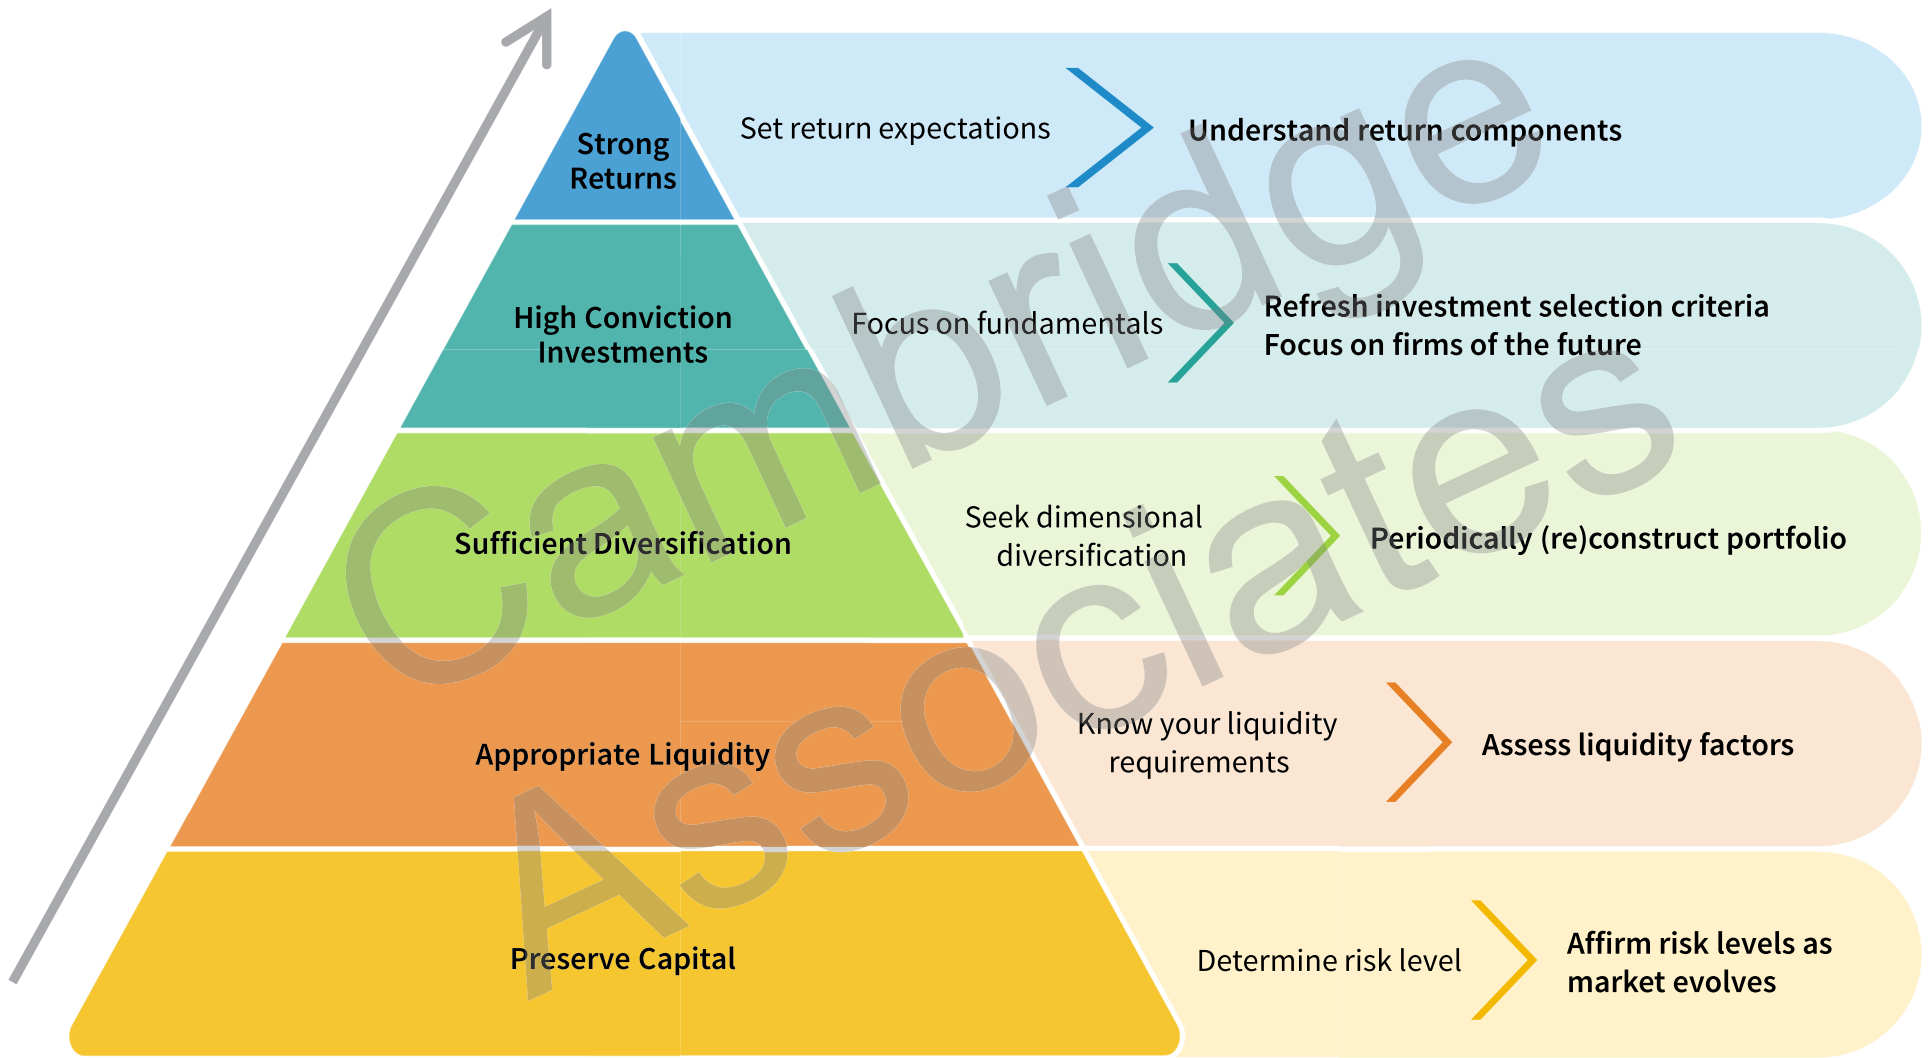 Strong
Returns
Set return expectations
Understand return components
High Conviction
Investments
Focus on fundamentals
Refresh investment selection criteria
Focus on firms of the future
Sufficient Diversification
Seek dimensional
diversification
Periodically (re)construct portfolio
Appropriate Liquidity
Know your liquidity
requirements
Assess liquidity factors
Preserve Capital
Determine risk level
Affirm risk levels as
market evolves
Cambridge
Associates